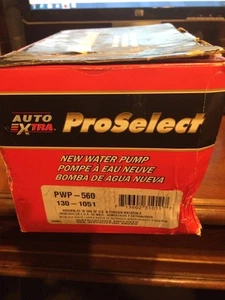 AUTO
EXTRA
ProSelect
NEW WATER PUMP
POMPE À EAU NEUVE
BOMBA DE AGUA NUEVA
PWP-560
130-1051